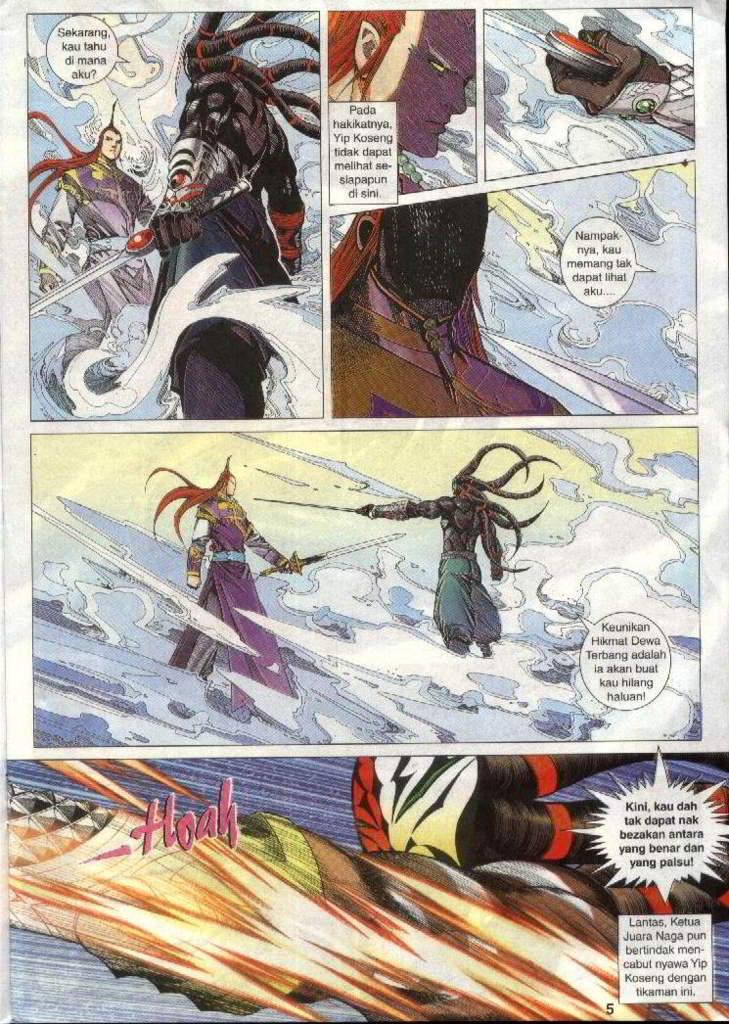 Sekarang,
kau tahu
di mana
aku?
Pada
hakikatnya,
Yip Koseng
tidak dapat
melihat se-
siapapun
di sini.
Nampak-
nya, kau
memang tak
dapat lihat
aku....
Keunikan
Hikmat Dewa
Terbang adalah
ia akan buat
kau hilang
haluan!
Hoah
Kini, kau dah
tak dapat nak
bezakan antara
yang benar dan
yang palsu!
Lantas, Ketua
Juara Naga pun
bertindak men-
cabut nyawa Yip
Koseng dengan
tikaman ini.
5